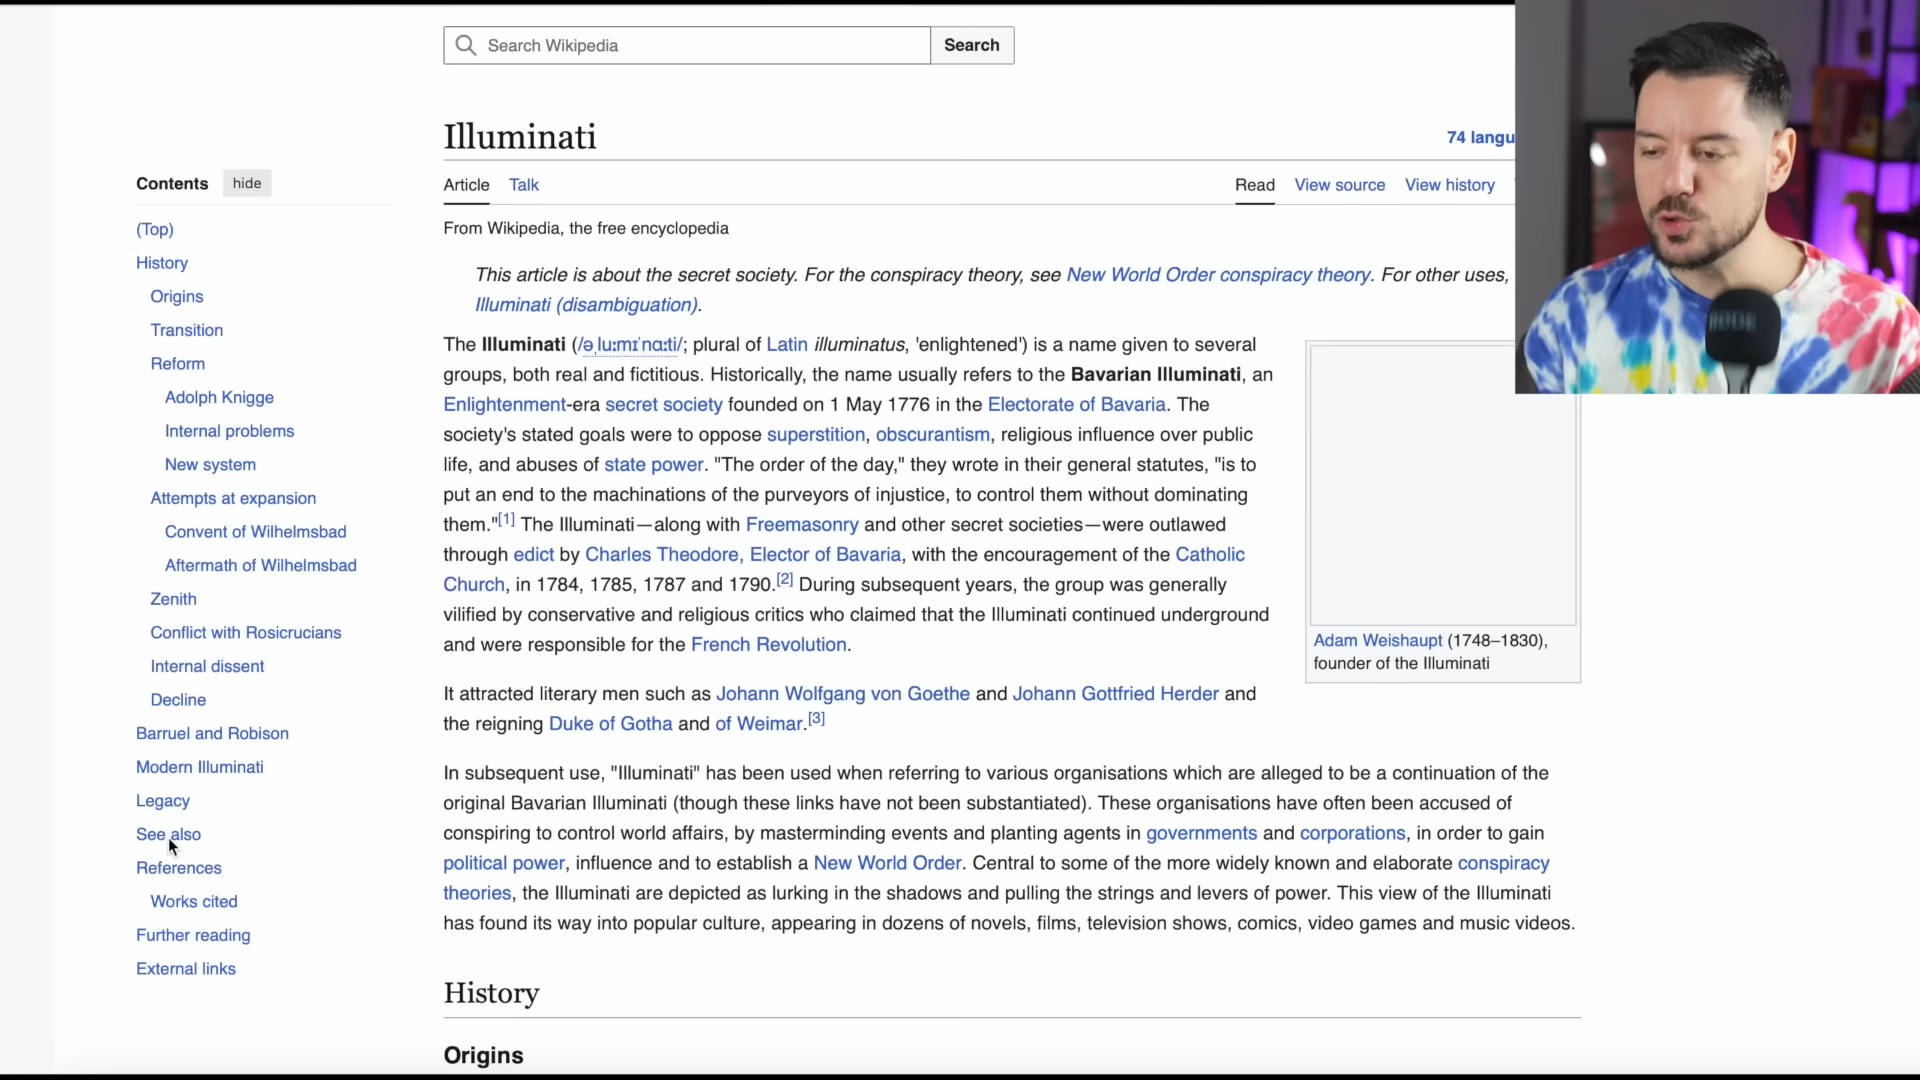 Search Wikipedia
Search
Illuminati
74 langu
Article
Talk
Read
View source
View history
From Wikipedia, the free encyclopedia
This article is about the secret society. For the conspiracy theory, see New World Order conspiracy theory. For other uses,
Illuminati (disambiguation).
Contents
hide
(Top)
History
Origins
Transition
Reform
Adolph Knigge
Internal problems
New system
Attempts at expansion
Convent of Wilhelmsbad
Aftermath of Wilhelmsbad
Zenith
Conflict with Rosicrucians
Internal dissent
Decline
Barruel and Robison
Modern Illuminati
Legacy
See also
References
Works cited
Further reading
External links
The Illuminati (/əˌluːmɪˈnɑːti/; plural of Latin illuminatus, 'enlightened') is a name given to several
groups, both real and fictitious. Historically, the name usually refers to the Bavarian Illuminati, an
Enlightenment-era secret society founded on 1 May 1776 in the Electorate of Bavaria. The
society's stated goals were to oppose superstition, obscurantism, religious influence over public
life, and abuses of state power. "The order of the day," they wrote in their general statutes, "is to
put an end to the machinations of the purveyors of injustice, to control them without dominating
them."[1] The Illuminati—along with Freemasonry and other secret societies—were outlawed
through edict by Charles Theodore, Elector of Bavaria, with the encouragement of the Catholic
Church, in 1784, 1785, 1787 and 1790.[2] During subsequent years, the group was generally
vilified by conservative and religious critics who claimed that the Illuminati continued underground
and were responsible for the French Revolution.
Adam Weishaupt (1748–1830),
founder of the Illuminati
It attracted literary men such as Johann Wolfgang von Goethe and Johann Gottfried Herder and
the reigning Duke of Gotha and of Weimar.[3]
In subsequent use, "Illuminati" has been used when referring to various organisations which are alleged to be a continuation of the
original Bavarian Illuminati (though these links have not been substantiated). These organisations have often been accused of
conspiring to control world affairs, by masterminding events and planting agents in governments and corporations, in order to gain
political power, influence and to establish a New World Order. Central to some of the more widely known and elaborate conspiracy
theories, the Illuminati are depicted as lurking in the shadows and pulling the strings and levers of power. This view of the Illuminati
has found its way into popular culture, appearing in dozens of novels, films, television shows, comics, video games and music videos.
History
Origins
RØDE